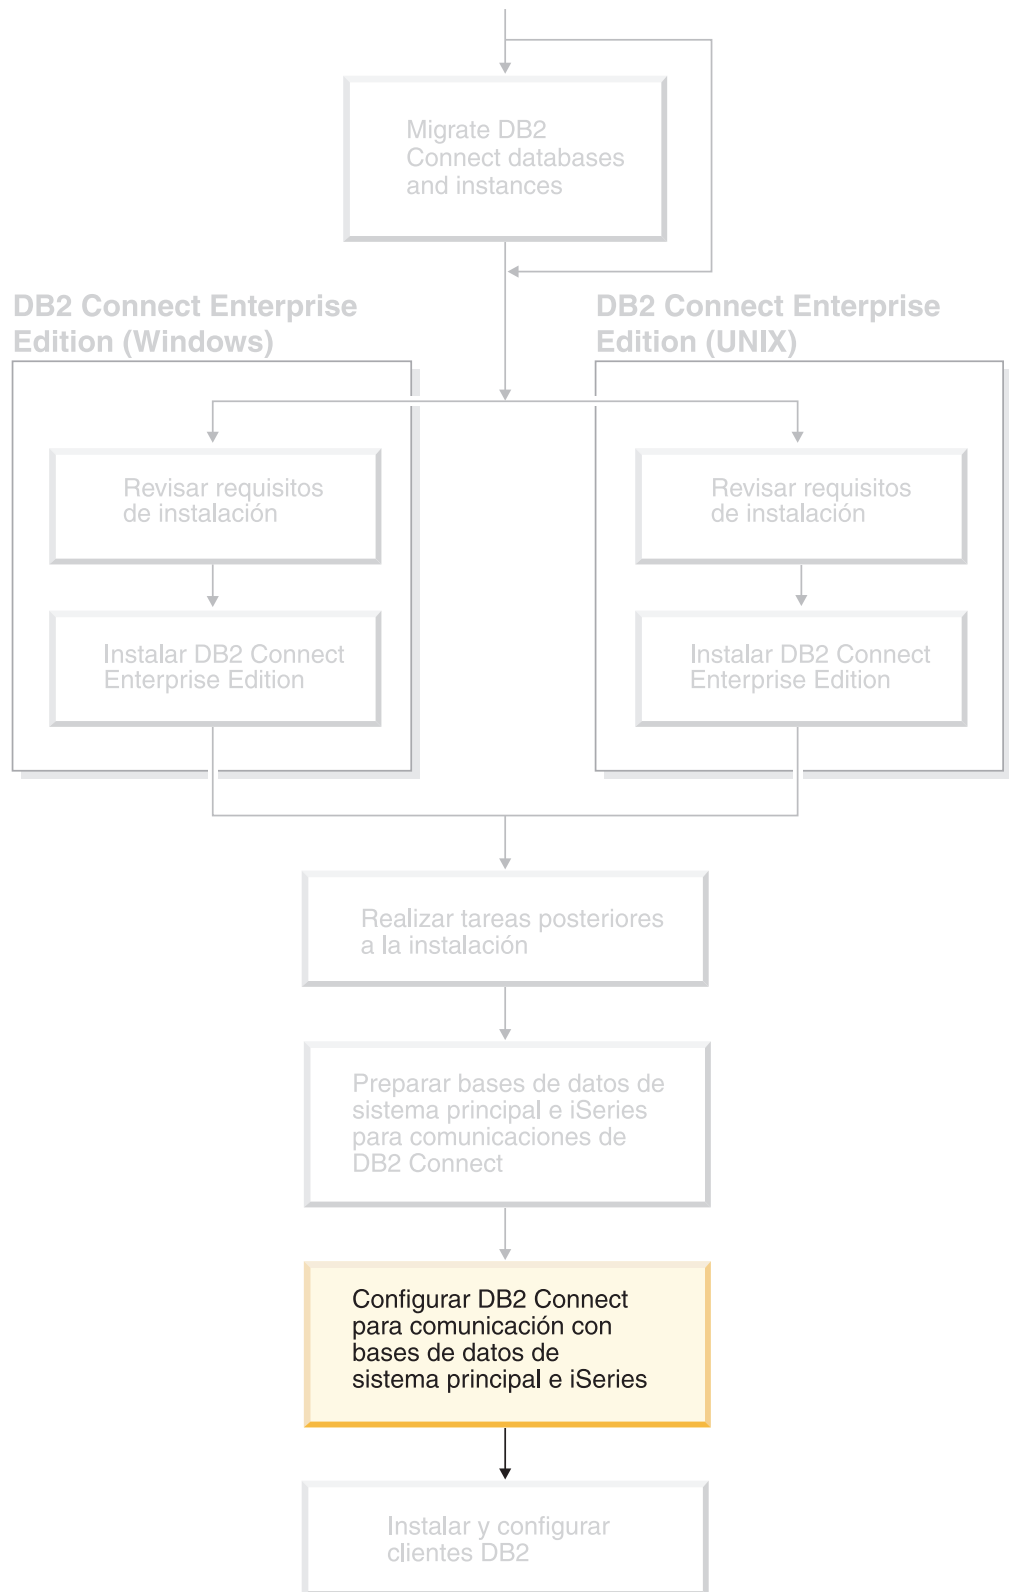 Migrate DB2
Connect databases
and instances
DB2 Connect Enterprise
Edition (Windows)
DB2 Connect Enterprise
Edition (UNIX)
Revisar requisitos
de instalación
Revisar requisitos
de instalación
Instalar DB2 Connect
Enterprise Edition
Instalar DB2 Connect
Enterprise Edition
Realizar tareas posteriores
a la instalación
Preparar bases de datos de
sistema principal e iSeries
para comunicaciones de
DB2 Connect
Configurar DB2 Connect
para comunicación con
bases de datos de
sistema principal e iSeries
Instalar y configurar
clientes DB2